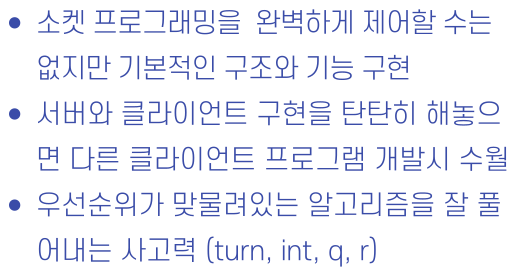 • 소켓 프로그래밍을 완벽하게 제어할 수는
없지만 기본적인 구조와 기능 구현
• 서버와 클라이언트 구현을 탄탄히 해놓으
면 다른 클라이언트 프로그램 개발시 수월
• 우선순위가 맞물려있는 알고리즘을 잘 풀
어내는 사고력 (turn, int, q, r)